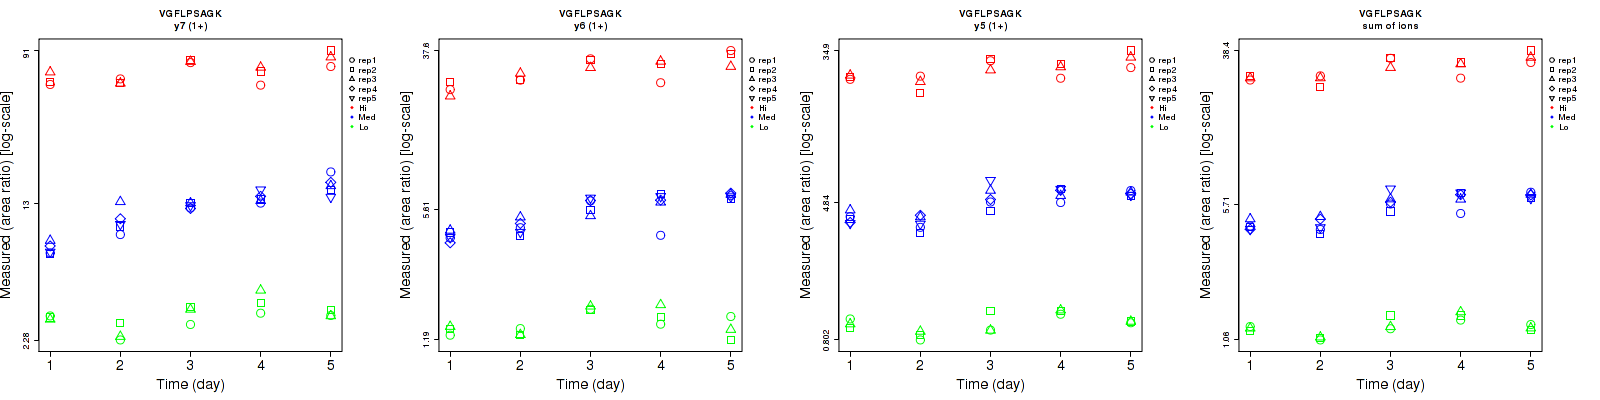 VGFLPSAGK
y7 (1+)
Measured (area ratio) [log-scale]
91
13
2.28
1 2 3 4 5
Time (day)
rep1
rep2
rep3
rep4
rep5
Hi
Med
Lo
VGFLPSAGK
y6 (1+)
Measured (area ratio) [log-scale]
37.6
5.61
1.19
1 2 3 4 5
Time (day)
rep1
rep2
rep3
rep4
rep5
Hi
Med
Lo
VGFLPSAGK
y5 (1+)
Measured (area ratio) [log-scale]
34.9
4.84
0.802
1 2 3 4 5
Time (day)
rep1
rep2
rep3
rep4
rep5
Hi
Med
Lo
VGFLPSAGK
sum of ions
Measured (area ratio) [log-scale]
38.4
5.71
1.06
1 2 3 4 5
Time (day)
rep1
rep2
rep3
rep4
rep5
Hi
Med
Lo